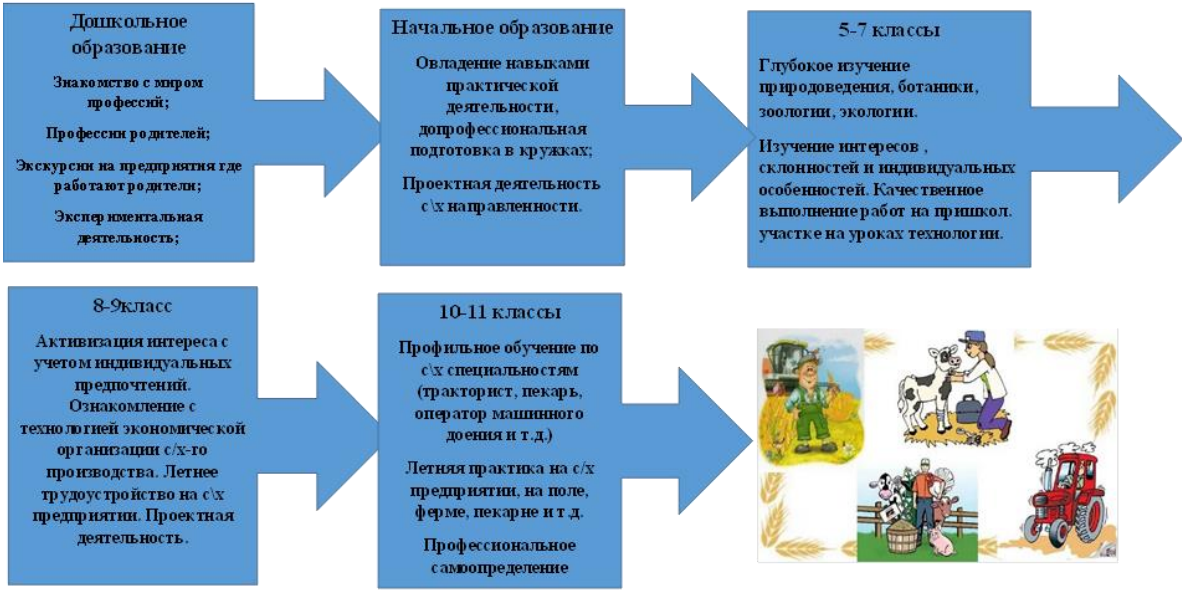 Дошкольное
образование
Знакомство с миром
профессий;
Профессии родителей;
Экскурсии на предприятия где
работают родители;
Экспериментальная
деятельность;
Начальное образование
Овладение навыками
практической
деятельности,
допрофессиональная
подготовка в кружках;
Проектная деятельность
с\х направленности.
5-7 классы
Глубокое изучение
природоведения, ботаники,
зоологии, экологии.
Изучение интересов ,
склонностей и индивидуальных
особенностей. Качественное
выполнение работ на пришкол.
участке на уроках технологии.
8-9класс
Активизация интереса с
учетом индивидуальных
предпочтений.
Ознакомление с
технологией экономической
организации с/х-го
производства. Летнее
трудоустройство на с\х
предприятии. Проектная
деятельность.
10-11 классы
Профильное обучение по
с\х специальностям
(тракторист, пекарь,
оператор машинного
доения и т.д.)
Летняя практика на с/х
предприятии, на поле,
ферме, пекарне и т.д.
Профессиональное
самоопределение